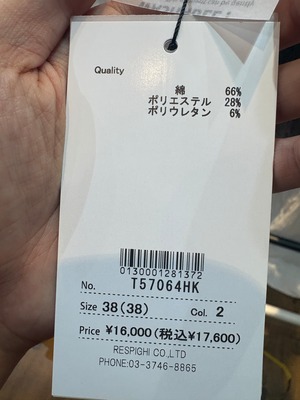 Quality
綿 66%
ポリエステル 28%
ポリウレタン 6%
0130001281372
No. T57064HK
Size 38(38) Col. 2
Price ¥16,000(税込¥17,600)
RESPIGHI CO.,LTD
PHONE:03-3746-8865